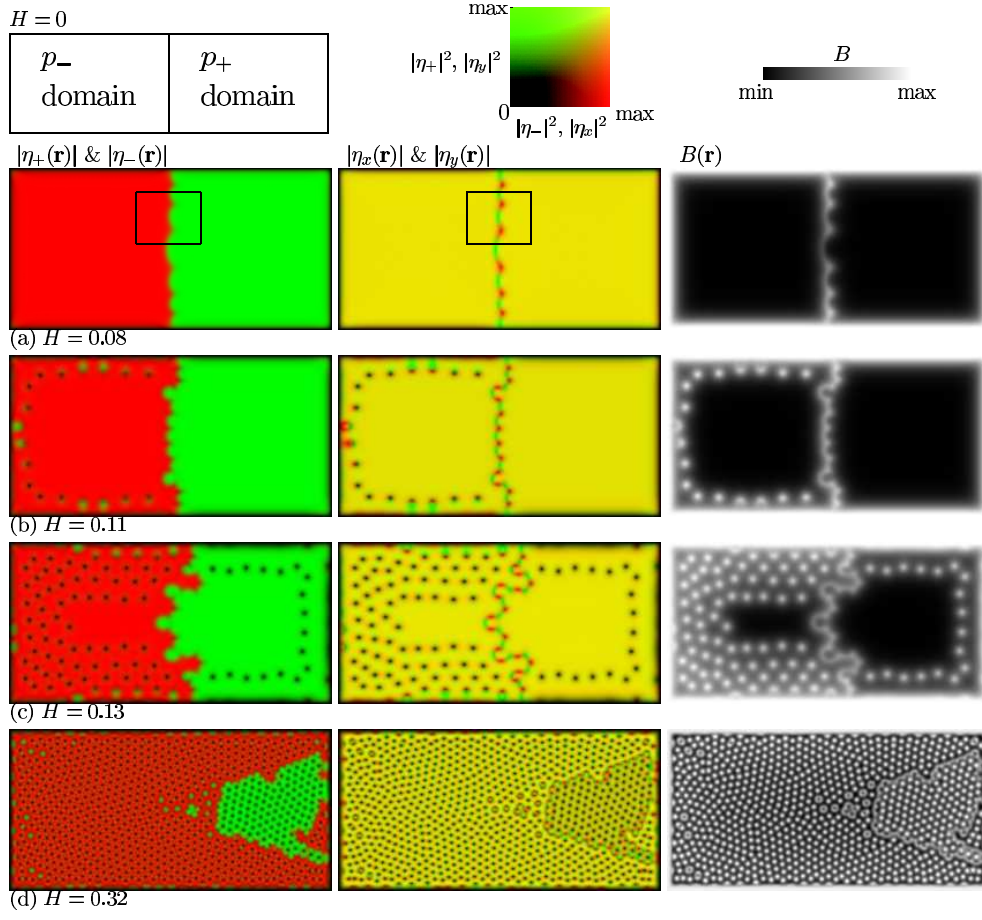 H = 0
p₋ domain
p₊ domain
max
|η₊|², |η_y|²
0
|η₋|², |η_x|²
max
B
min max
|η₊(r)| & |η₋(r)|
|η_x(r)| & |η_y(r)|
B(r)
(a) H = 0.08
(b) H = 0.11
(c) H = 0.13
(d) H = 0.32